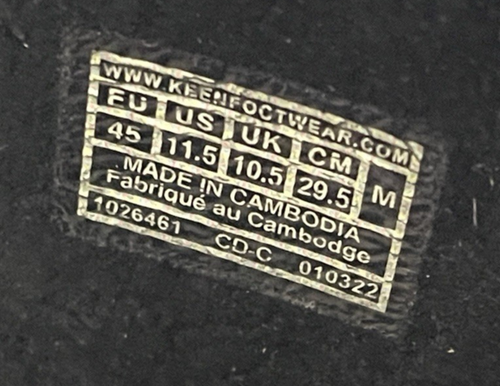 WWW.KEENFOOTWEAR.COM
EU US UK CM M
45 11.5 10.5 29.5
MADE IN CAMBODIA
Fabriqué au Cambodge
1026461 CD-C 010322